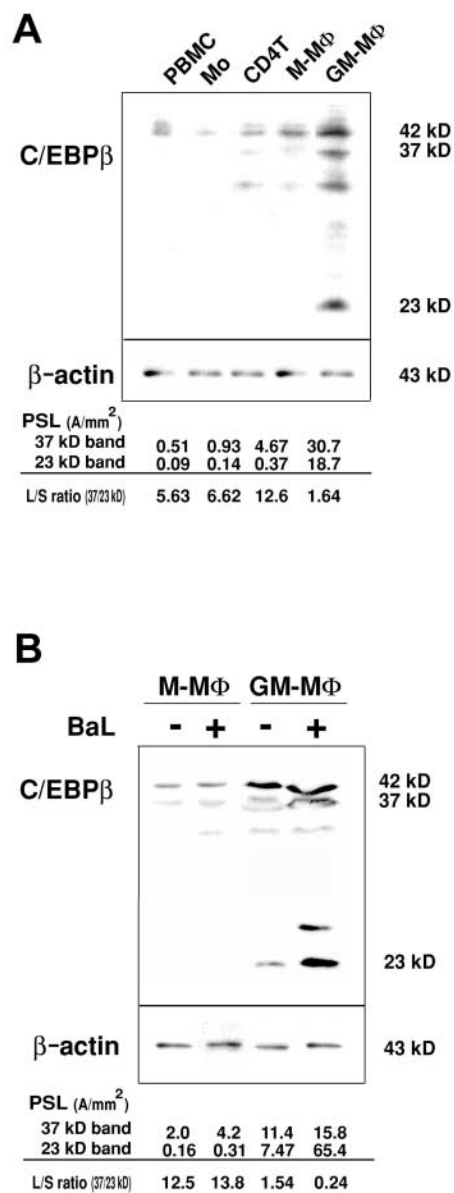 A
PBMC Mo CD4T M-MΦ GM-MΦ
C/EBPβ
42 kD
37 kD
23 kD
β-actin 43 kD
PSL (A/mm²)
37 kD band 0.51 0.93 4.67 30.7
23 kD band 0.09 0.14 0.37 18.7
L/S ratio (37/23 kD) 5.63 6.62 12.6 1.64
B
M-MΦ GM-MΦ
BaL - + - +
C/EBPβ
42 kD
37 kD
23 kD
β-actin 43 kD
PSL (A/mm²)
37 kD band 2.0 4.2 11.4 15.8
23 kD band 0.16 0.31 7.47 65.4
L/S ratio (37/23 kD) 12.5 13.8 1.54 0.24